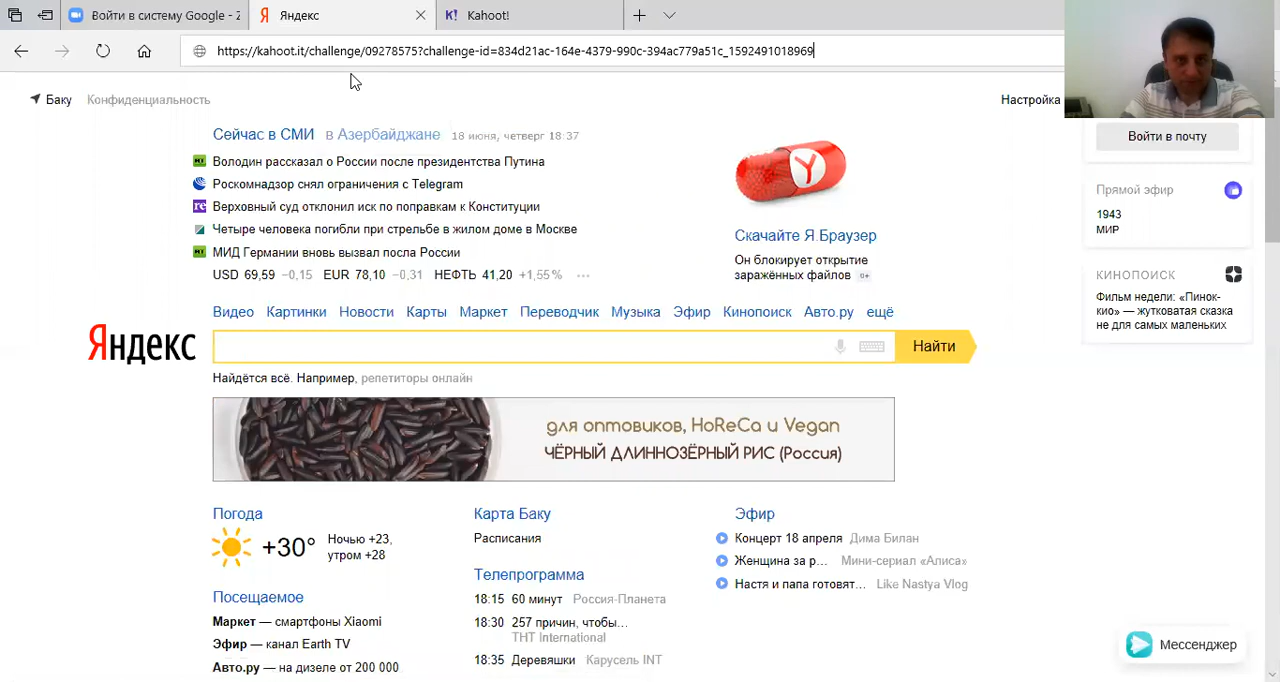 Войти в систему Google - Z
Яндекс
Kahoot!
https://kahoot.it/challenge/09278575?challenge-id=834d21ac-164e-4379-990c-394ac779a51c_1592491018969
Баку Конфиденциальность
Настройка
Сейчас в СМИ в Азербайджане 18 июня, четверг 18:37
Володин рассказал о России после президентства Путина
Роскомнадзор снял ограничения с Telegram
Верховный суд отклонил иск по поправкам к Конституции
Четыре человека погибли при стрельбе в жилом доме в Москве
МИД Германии вновь вызвал посла России
USD 69,59 −0,15 EUR 78,10 −0,31 НЕФТЬ 41,20 +1,55% ...
Скачайте Я.Браузер
Он блокирует открытие
заражённых файлов 0+
Войти в почту
Прямой эфир
1943
МИР
КИНОПОИСК
Фильм недели: «Пинок-
кио» — жутковатая сказка
не для самых маленьких
Видео Картинки Новости Карты Маркет Переводчик Музыка Эфир Кинопоиск Авто.ру ещё
Яндекс
Найти
Найдётся всё. Например, репетиторы онлайн
для оптовиков, HoReCa и Vegan
ЧЁРНЫЙ ДЛИННОЗЁРНЫЙ РИС (Россия)
Погода
+30°
Ночью +23,
утром +28
Посещаемое
Маркет — смартфоны Xiaomi
Эфир — канал Earth TV
Авто.ру — на дизеле от 200 000
Карта Баку
Расписания
Телепрограмма
18:15 60 минут Россия-Планета
18:30 257 причин, чтобы...
ТНТ International
18:35 Деревяшки Карусель INT
Эфир
Концерт 18 апреля Дима Билан
Женщина за р... Мини-сериал «Алиса»
Настя и папа готовят... Like Nastya Vlog
Мессенджер